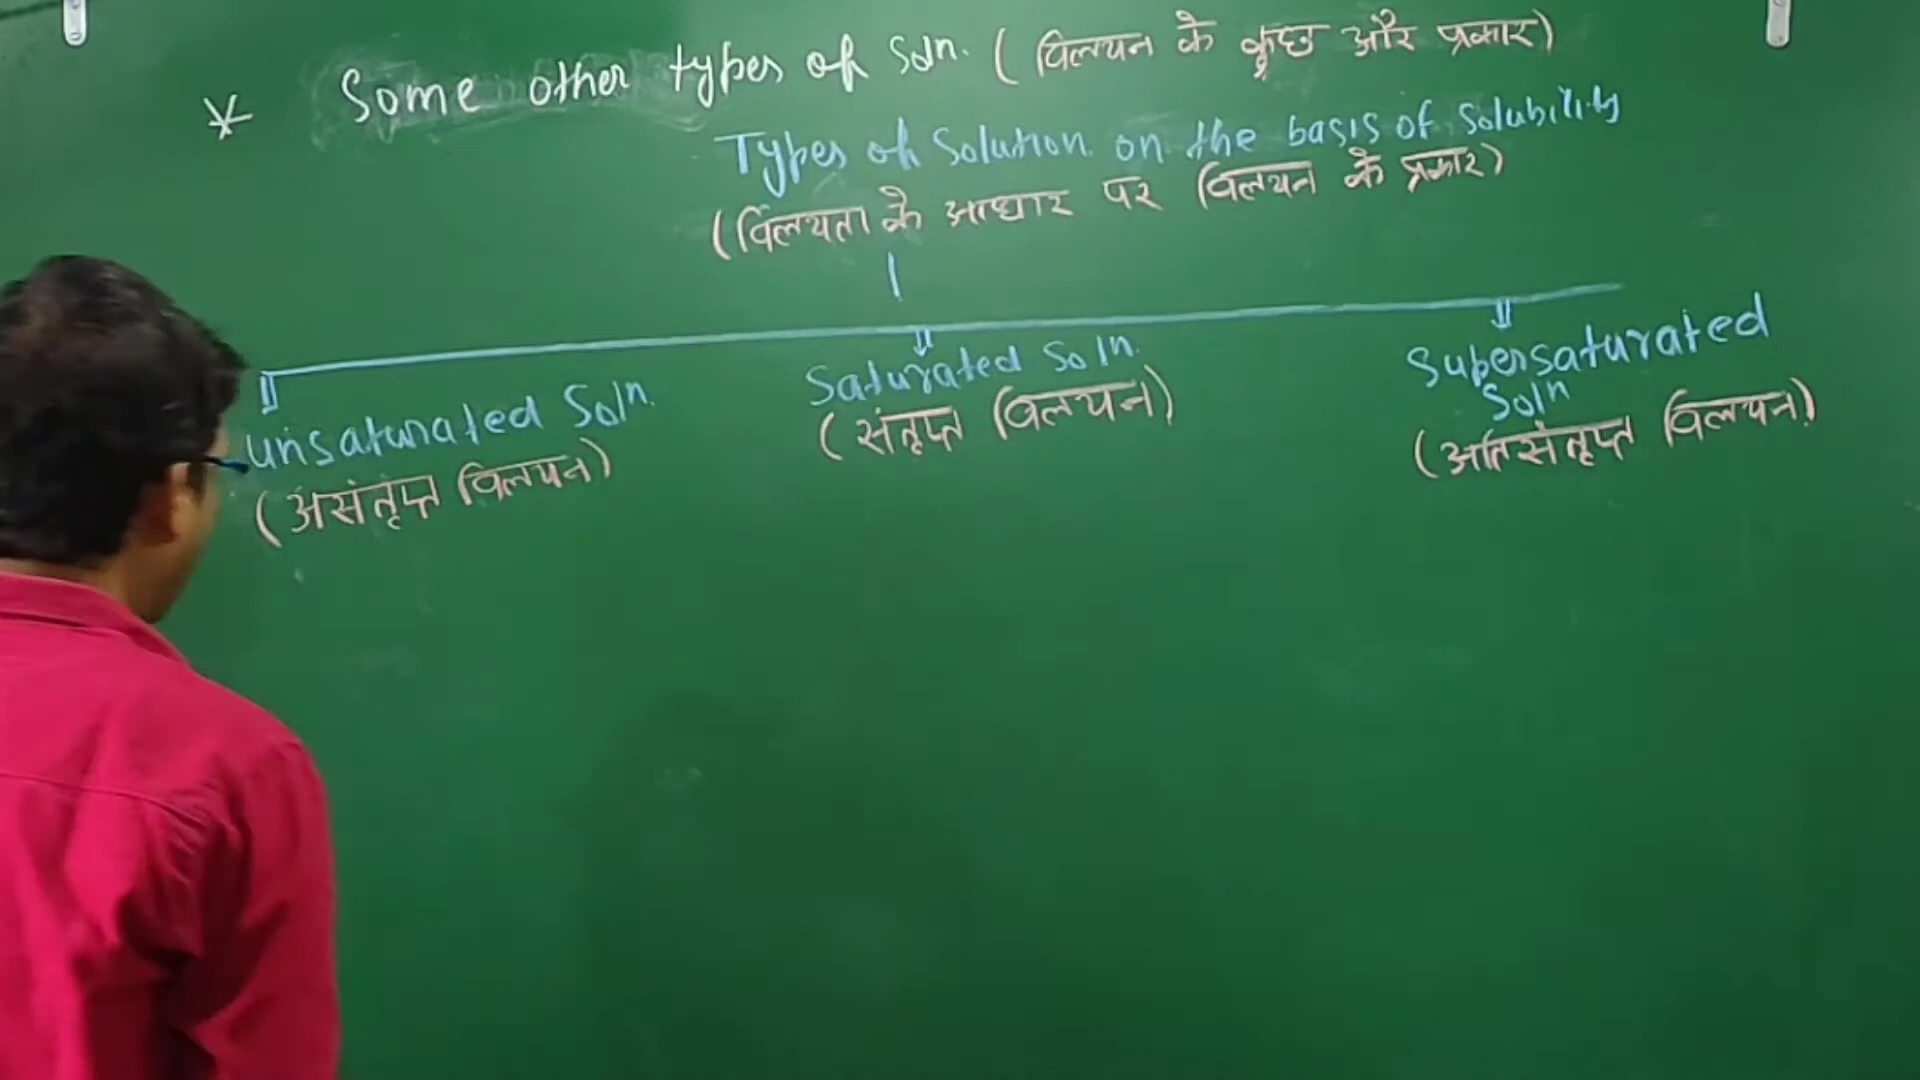 * Some other types of Soln. (विलयन के कुछ और प्रकार)
Types of Solution on the basis of Solubility
(विलयता के आधार पर विलयन के प्रकार)
unsaturated Soln.
(असंतृप्त विलयन)
Saturated Soln.
(संतृप्त विलयन)
Supersaturated
Soln
(अतिसंतृप्त विलयन)